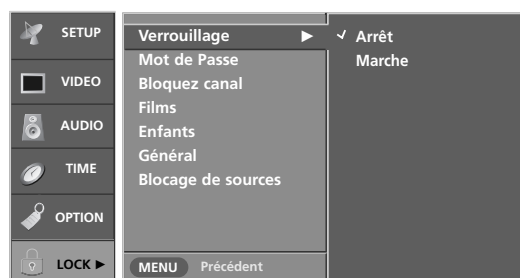 SETUP
VIDEO
AUDIO
TIME
OPTION
LOCK ►
Verrouillage ►
Mot de Passe
Bloquez canal
Films
Enfants
Général
Blocage de sources
MENU Précédent
✓ Arrêt
Marche